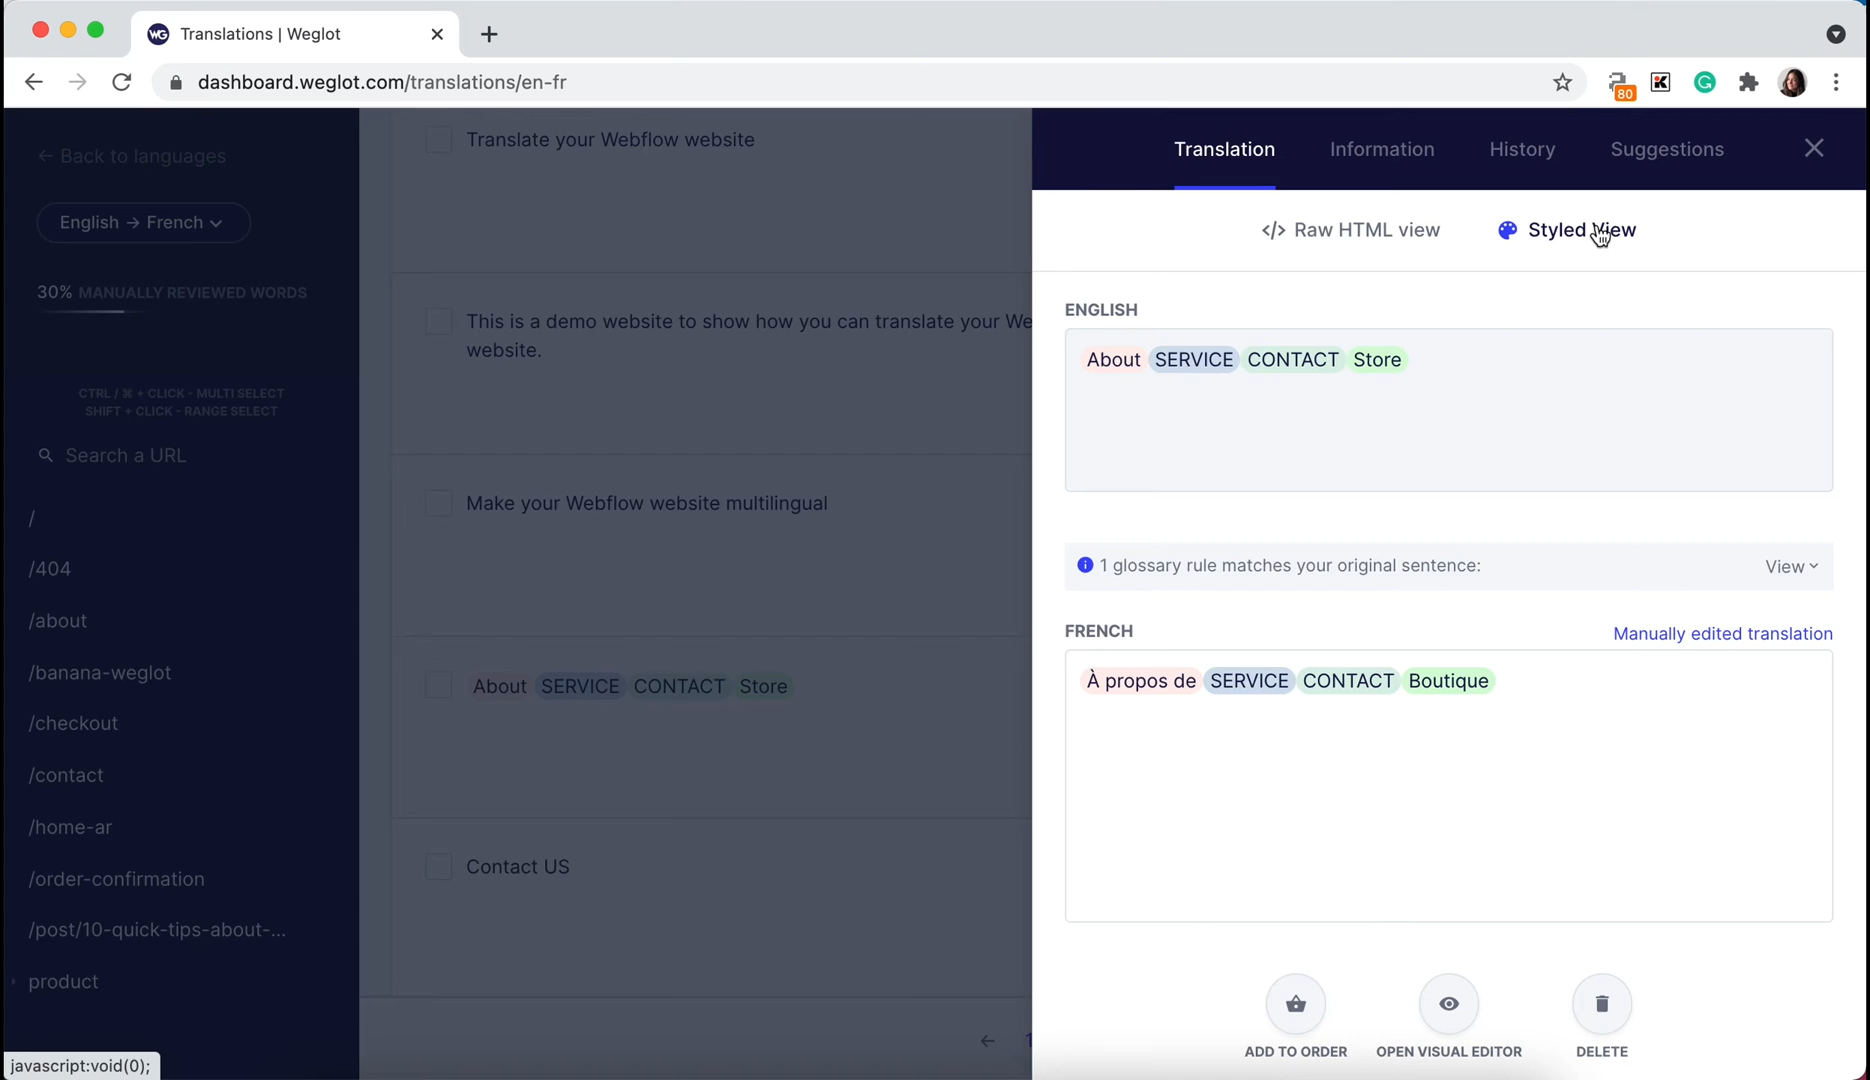 Translations | Weglot
dashboard.weglot.com/translations/en-fr
80
← Back to languages
English → French
30% MANUALLY REVIEWED WORDS
CTRL / ⌘ + CLICK - MULTI SELECT
SHIFT + CLICK - RANGE SELECT
Search a URL
/
/404
/about
/banana-weglot
/checkout
/contact
/home-ar
/order-confirmation
/post/10-quick-tips-about-...
product
javascript:void(0);
Translate your Webflow website
This is a demo website to show how you can translate your We
website.
Make your Webflow website multilingual
About SERVICE CONTACT Store
Contact US
←
Translation Information History Suggestions
</> Raw HTML view Styled View
ENGLISH
About SERVICE CONTACT Store
1 glossary rule matches your original sentence: View
FRENCH Manually edited translation
À propos de SERVICE CONTACT Boutique
ADD TO ORDER OPEN VISUAL EDITOR DELETE